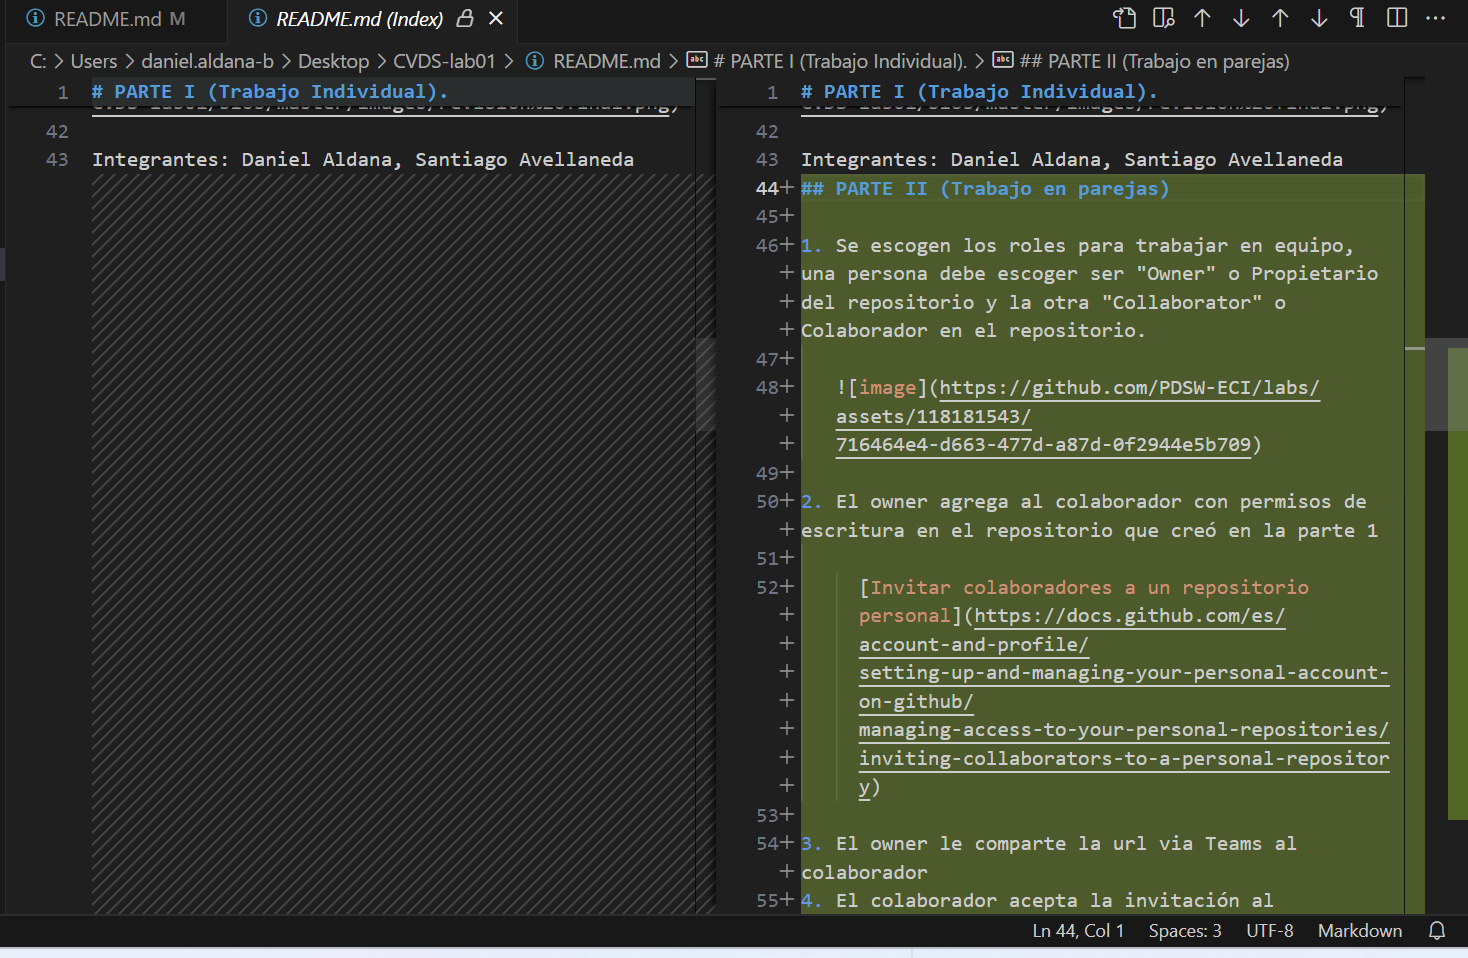 README.md M
README.md (Index)
C: > Users > daniel.aldana-b > Desktop > CVDS-lab01 > README.md > # PARTE I (Trabajo Individual). > ## PARTE II (Trabajo en parejas)
1 # PARTE I (Trabajo Individual).
42
43 Integrantes: Daniel Aldana, Santiago Avellaneda
1 # PARTE I (Trabajo Individual).
42
43 Integrantes: Daniel Aldana, Santiago Avellaneda
44+ ## PARTE II (Trabajo en parejas)
45+
46+ 1. Se escogen los roles para trabajar en equipo,
+ una persona debe escoger ser "Owner" o Propietario
+ del repositorio y la otra "Collaborator" o
+ Colaborador en el repositorio.
47+
48+ ![image](https://github.com/PDSW-ECI/labs/
+ assets/118181543/
+ 716464e4-d663-477d-a87d-0f2944e5b709)
49+
50+ 2. El owner agrega al colaborador con permisos de
+ escritura en el repositorio que creó en la parte 1
51+
52+ [Invitar colaboradores a un repositorio
+ personal](https://docs.github.com/es/
+ account-and-profile/
+ setting-up-and-managing-your-personal-account-
+ on-github/
+ managing-access-to-your-personal-repositories/
+ inviting-collaborators-to-a-personal-repositor
+ y)
53+
54+ 3. El owner le comparte la url via Teams al
+ colaborador
55+ 4. El colaborador acepta la invitación al
Ln 44, Col 1 Spaces: 3 UTF-8 Markdown